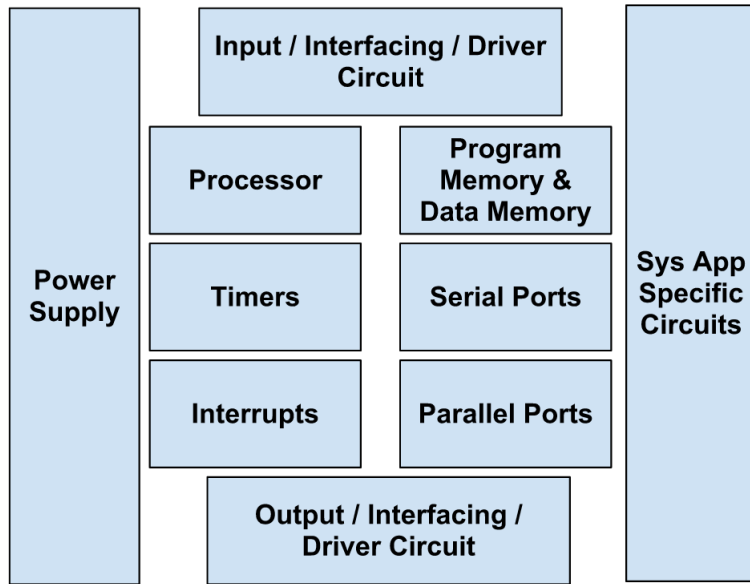 Input / Interfacing / Driver
Circuit
Processor
Program
Memory &
Data Memory
Power
Supply
Timers
Serial Ports
Sys App
Specific
Circuits
Interrupts
Parallel Ports
Output / Interfacing /
Driver Circuit